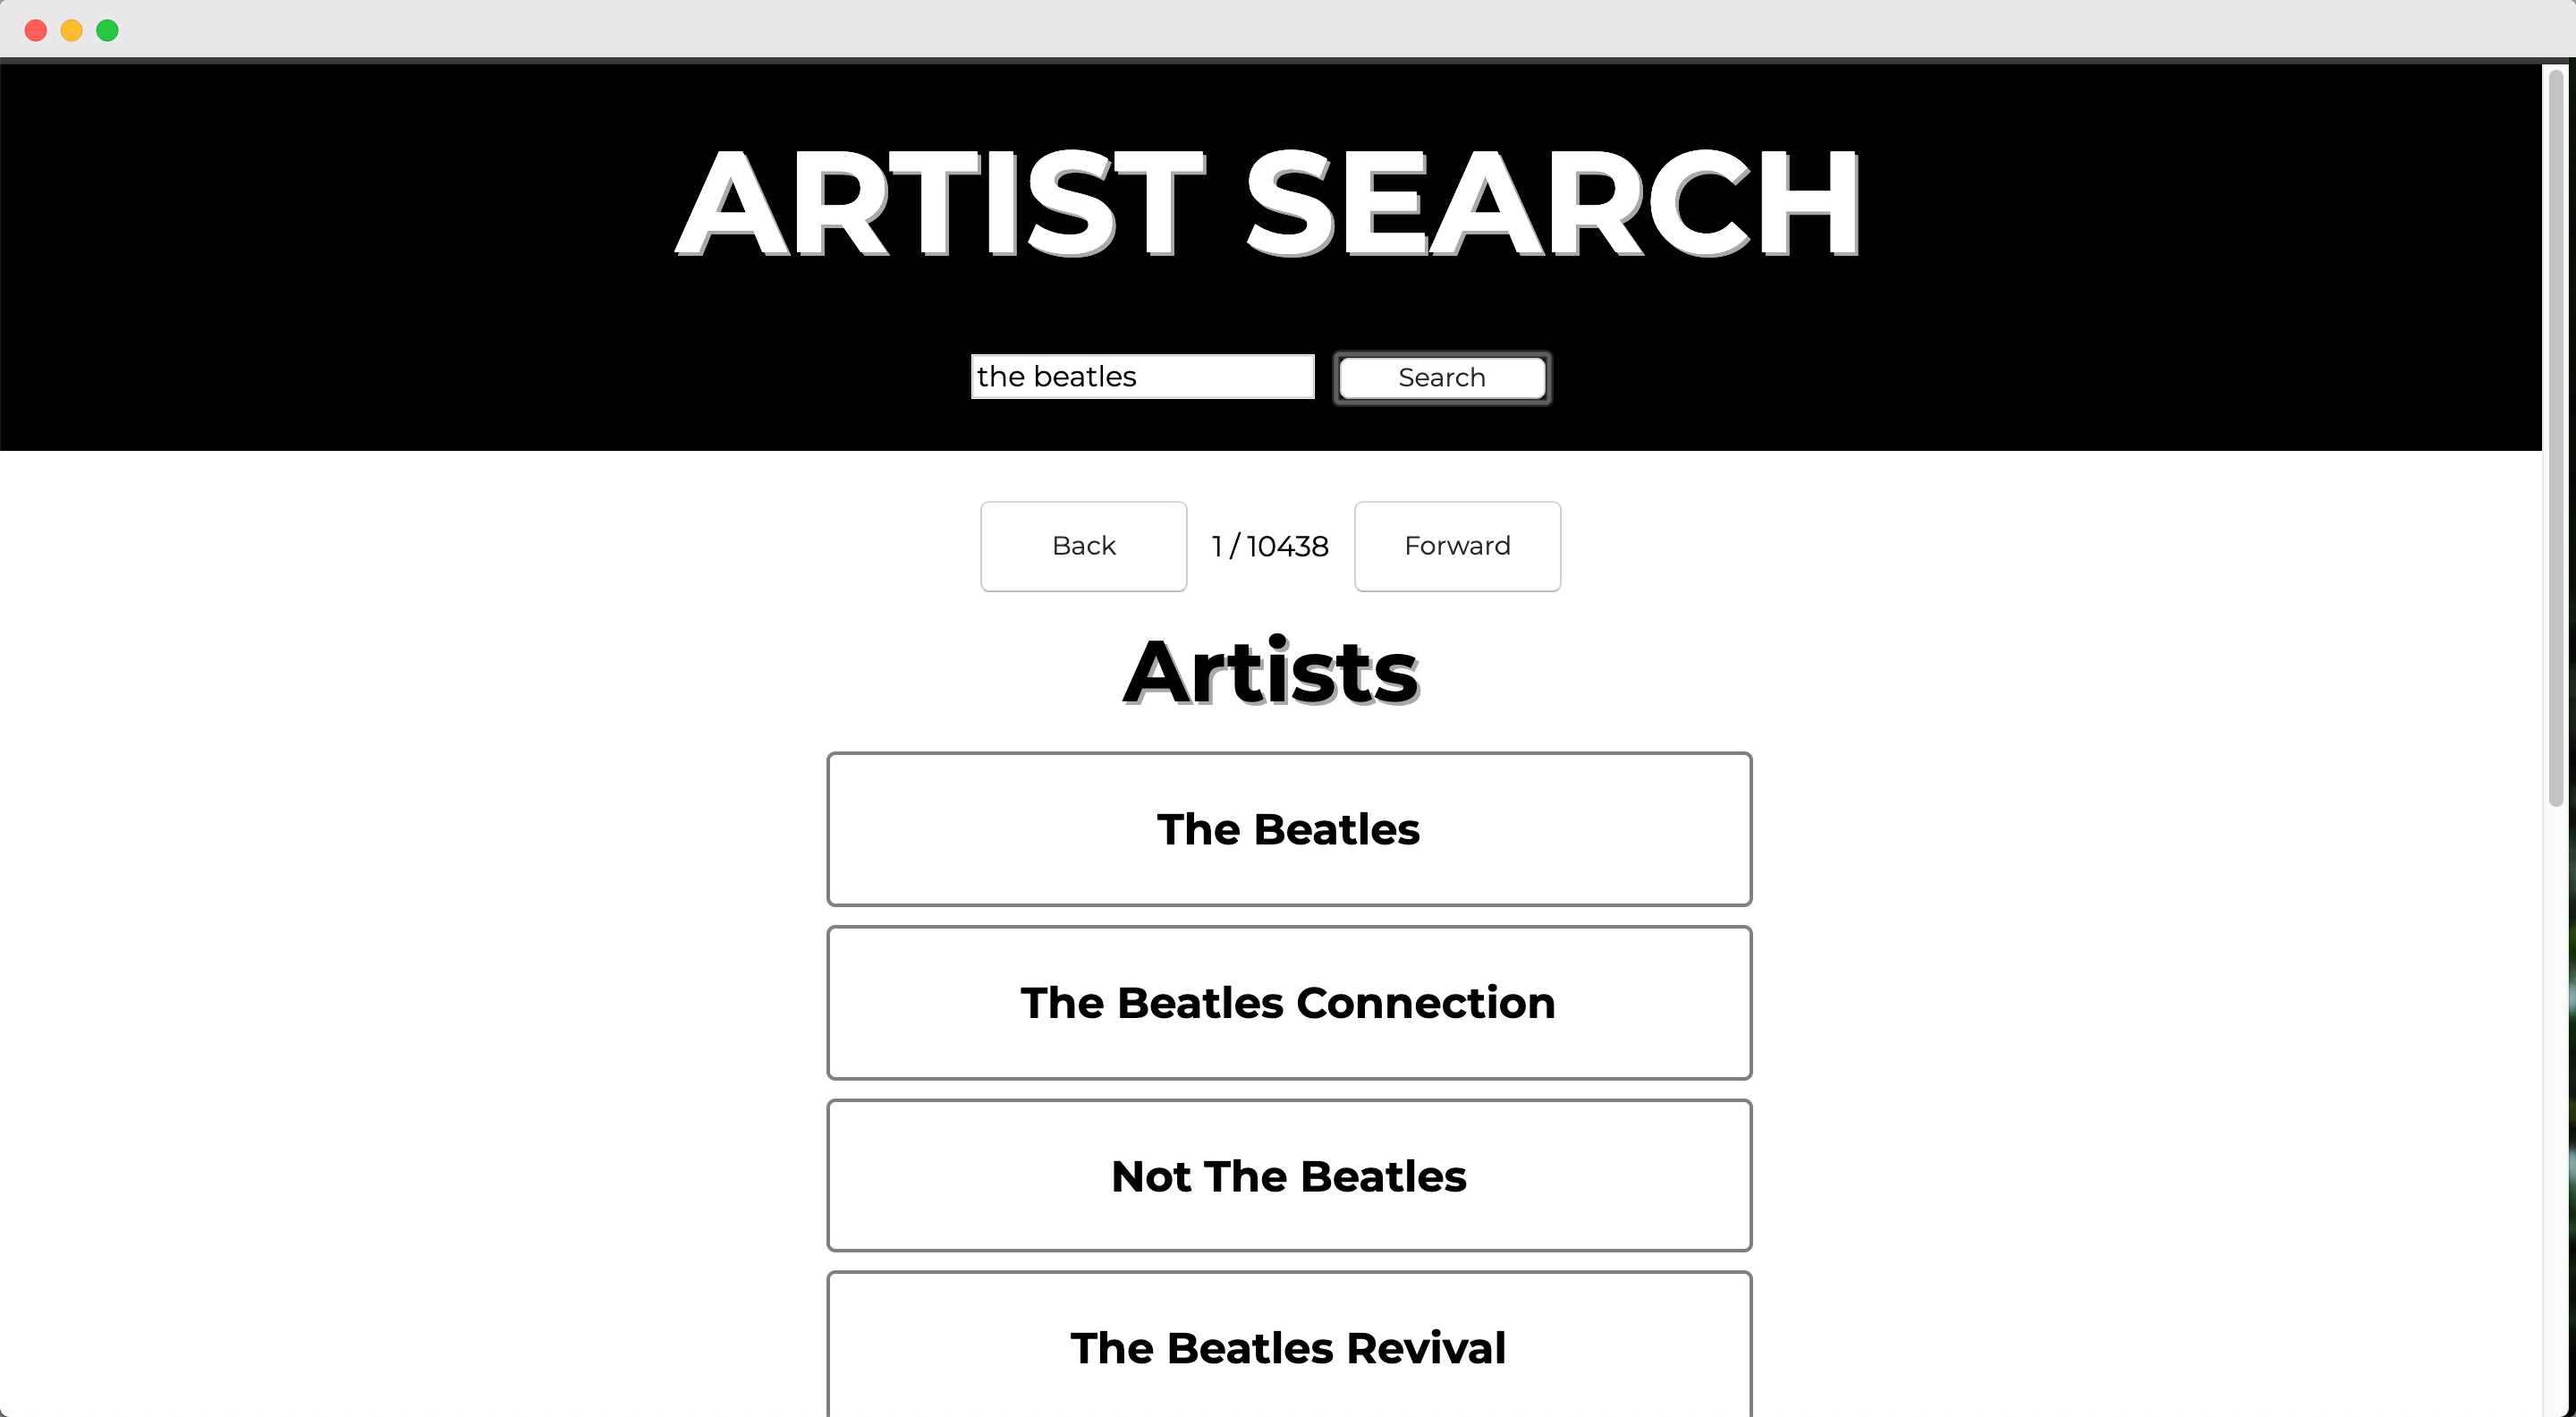 ARTIST SEARCH
the beatles Search
Back 1 / 10438 Forward
Artists
The Beatles
The Beatles Connection
Not The Beatles
The Beatles Revival